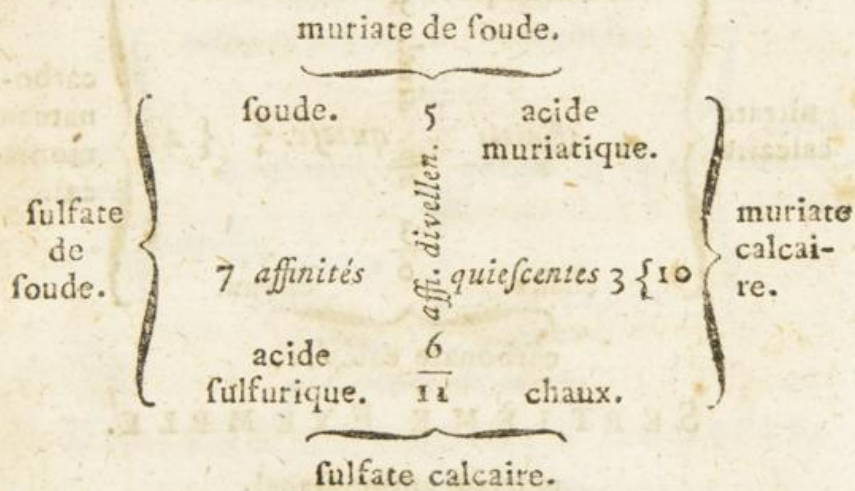 muriate de ſoude.
ſoude. 5 acide
muriatique.
ſulfate
de
ſoude.
affi. divellen.
7 affinités quieſcentes 3 {10
muriate
calcai-
re.
acide 6
ſulfurique. 11 chaux.
ſulfate calcaire.